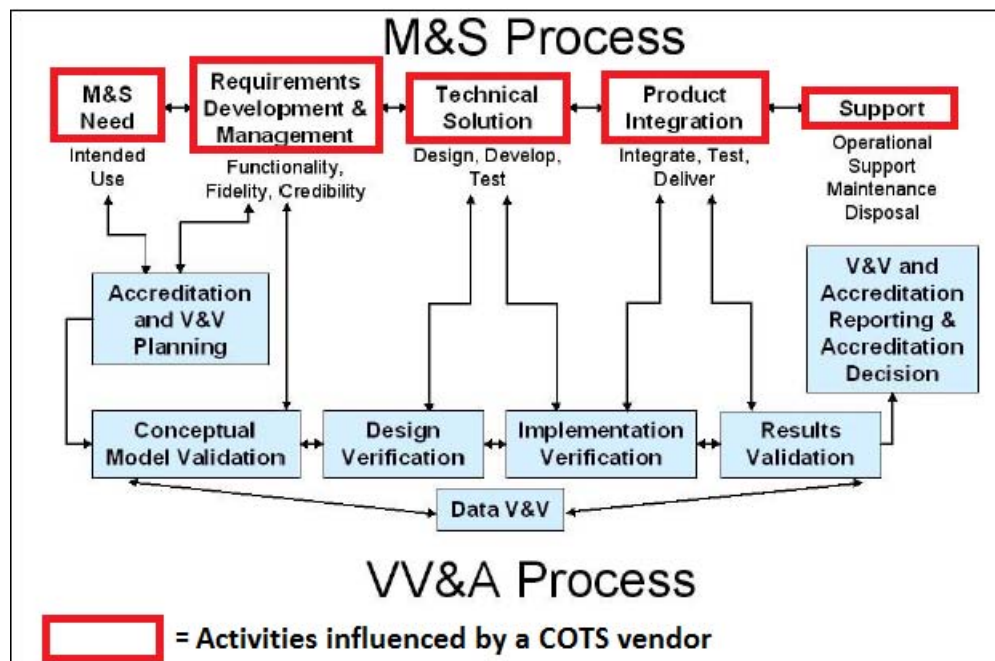 M&S Process
M&S
Need
Requirements
Development &
Management
Technical
Solution
Product
Integration
Support
Intended
Use
Functionality,
Fidelity, Credibility
Design, Develop,
Test
Integrate, Test,
Deliver
Operational
Support
Maintenance
Disposal
Accreditation
and V&V
Planning
V&V and
Accreditation
Reporting &
Accreditation
Decision
Conceptual
Model Validation
Design
Verification
Implementation
Verification
Results
Validation
Data V&V
VV&A Process
= Activities influenced by a COTS vendor